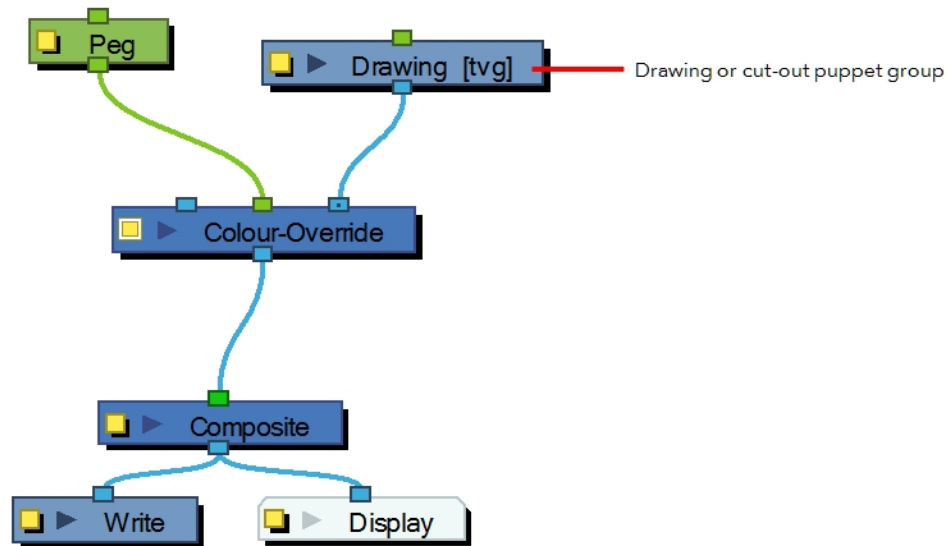 Peg
Drawing [tvg]
Drawing or cut-out puppet group
Colour-Override
Composite
Write
Display